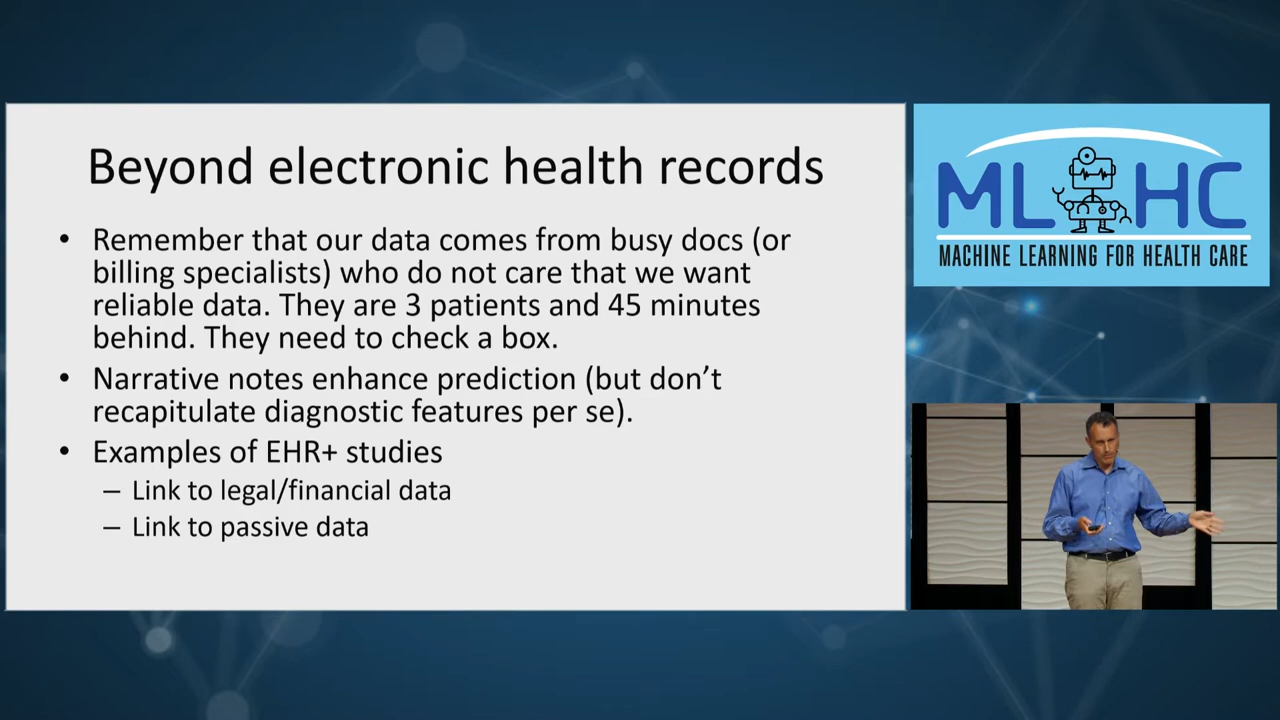 Beyond electronic health records
• Remember that our data comes from busy docs (or
billing specialists) who do not care that we want
reliable data. They are 3 patients and 45 minutes
behind. They need to check a box.
• Narrative notes enhance prediction (but don’t
recapitulate diagnostic features per se).
• Examples of EHR+ studies
– Link to legal/financial data
– Link to passive data
ML HC
MACHINE LEARNING FOR HEALTH CARE